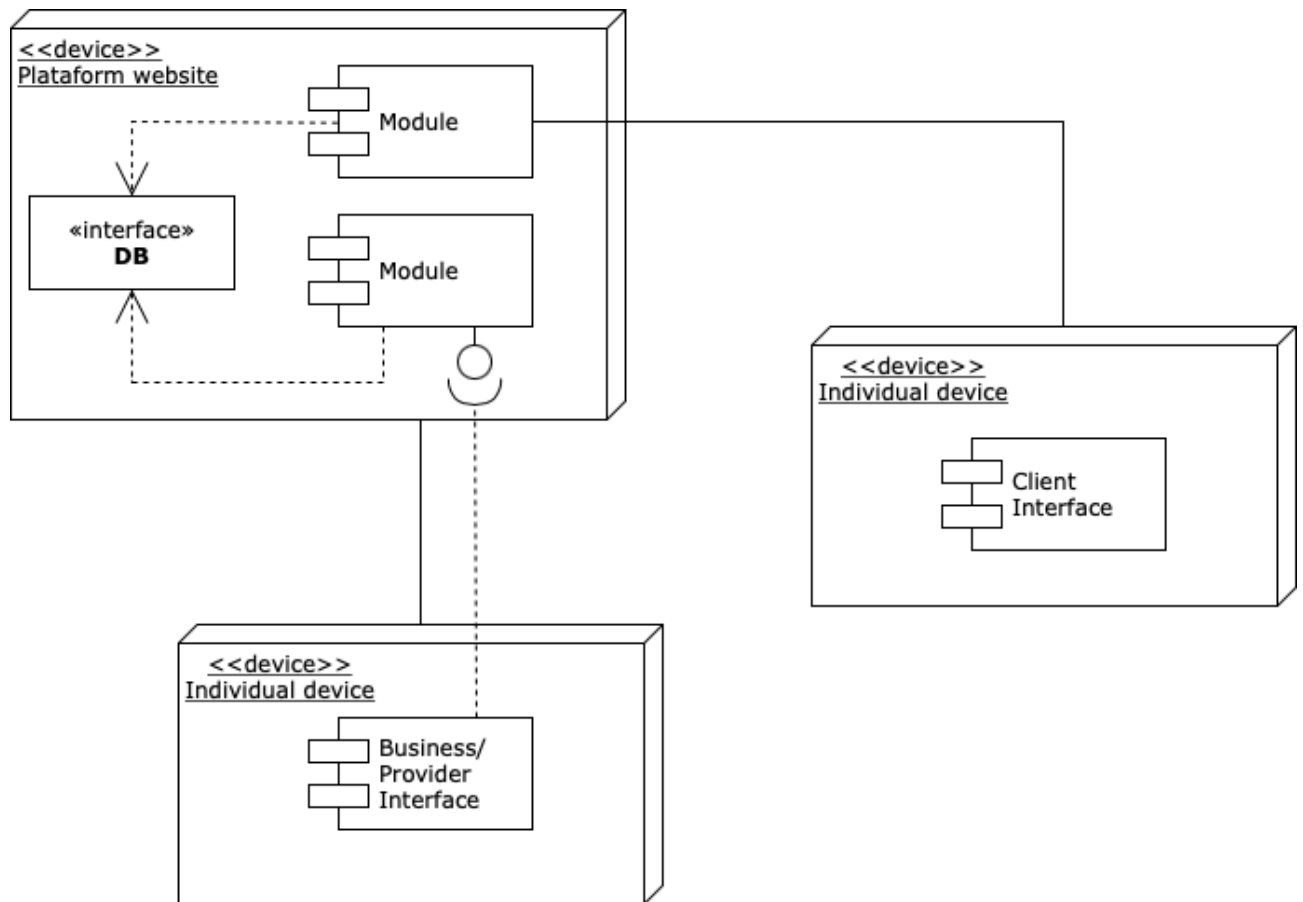 <<device>>
Plataform website
Module
«interface»
DB
Module
<<device>>
Individual device
Client
Interface
<<device>>
Individual device
Business/
Provider
Interface